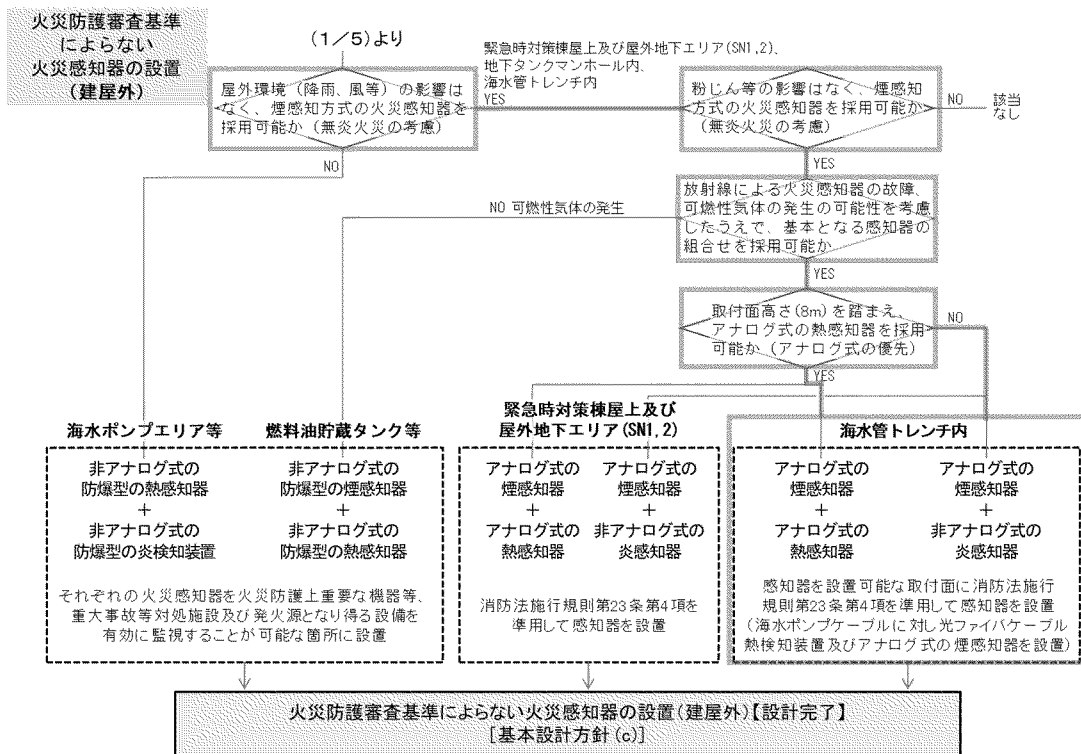 火災防護審査基準
によらない
火災感知器の設置
(建屋外)
(1/5)より
緊急時対策棟屋上及び屋外地下エリア(SN1,2)、
地下タンクマンホール内、
海水管トレンチ内
屋外環境(降雨、風等)の影響は
なく、煙感知方式の火災感知器を
採用可能か(無炎火災の考慮)
YES
粉じん等の影響はなく、煙感知
方式の火災感知器を採用可能か
(無炎火災の考慮)
NO
該当
なし
NO
YES
放射線による火災感知器の故障、
可燃性気体の発生の可能性を考慮
したうえで、基本となる感知器の
組合せを採用可能か
NO 可燃性気体の発生
YES
取付面高さ(8m)を踏まえ、
アナログ式の熱感知器を採用
可能か(アナログ式の優先)
NO
YES
海水ポンプエリア等
非アナログ式の
防爆型の熱感知器
+
非アナログ式の
防爆型の炎検知装置
燃料油貯蔵タンク等
非アナログ式の
防爆型の煙感知器
+
非アナログ式の
防爆型の熱感知器
それぞれの火災感知器を火災防護上重要な機器等、
重大事故等対処施設及び発火源となり得る設備を
有効に監視することが可能な箇所に設置
緊急時対策棟屋上及び
屋外地下エリア(SN1,2)
アナログ式の
煙感知器
+
アナログ式の
熱感知器
アナログ式の
煙感知器
+
非アナログ式の
炎感知器
消防法施行規則第23条第4項を
準用して感知器を設置
海水管トレンチ内
アナログ式の
煙感知器
+
アナログ式の
熱感知器
アナログ式の
煙感知器
+
非アナログ式の
炎感知器
感知器を設置可能な取付面に消防法施行
規則第23条第4項を準用して感知器を設置
(海水ポンプケーブルに対し光ファイバケーブル
熱検知装置及びアナログ式の煙感知器を設置)
火災防護審査基準によらない火災感知器の設置(建屋外)【設計完了】
[基本設計方針(c)]